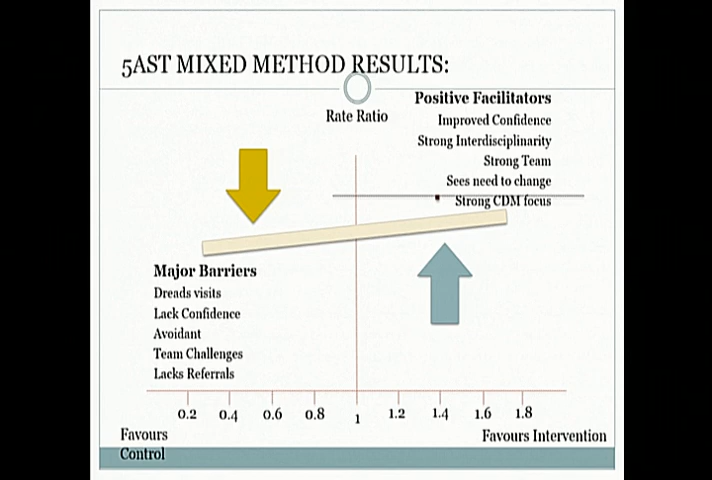 5AST MIXED METHOD RESULTS:
Rate Ratio
Positive Facilitators
Improved Confidence
Strong Interdisciplinarity
Strong Team
Sees need to change
Strong CDM focus
Major Barriers
Dreads visits
Lack Confidence
Avoidant
Team Challenges
Lacks Referrals
0.2 0.4 0.6 0.8 1 1.2 1.4 1.6 1.8
Favours
Control
Favours Intervention